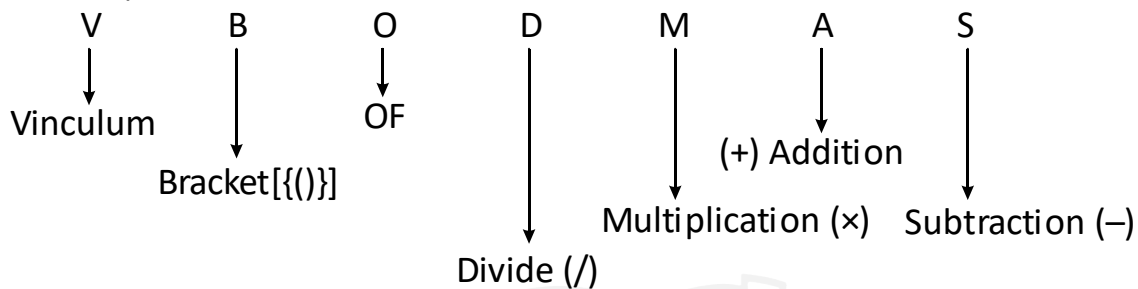 V B O D M A S
Vinculum
OF
(+) Addition
Bracket[{()}]
Multiplication (×)
Subtraction (–)
Divide (/)